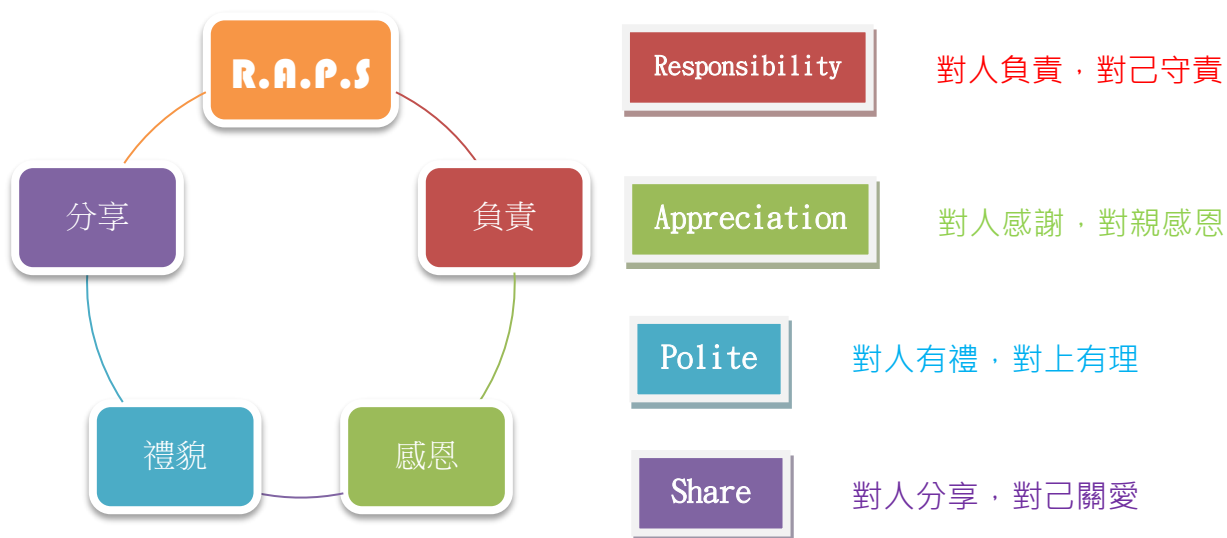 R.A.P.S
負責
感恩
禮貌
分享
Responsibility
對人負責，對己守責
Appreciation
對人感謝，對親感恩
Polite
對人有禮，對上有理
Share
對人分享，對己關愛